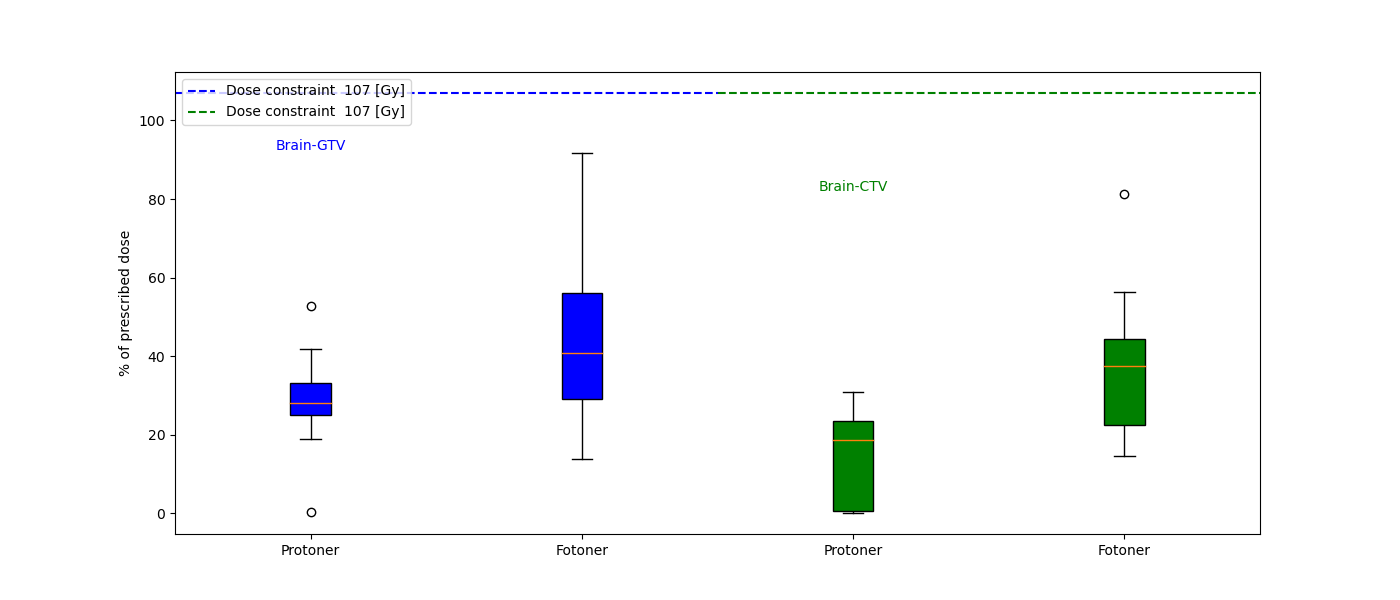 Dose constraint  107 [Gy]
Dose constraint  107 [Gy]
Brain-GTV
Brain-CTV
% of prescribed dose
100
80
60
40
20
0
Protoner
Fotoner
Protoner
Fotoner